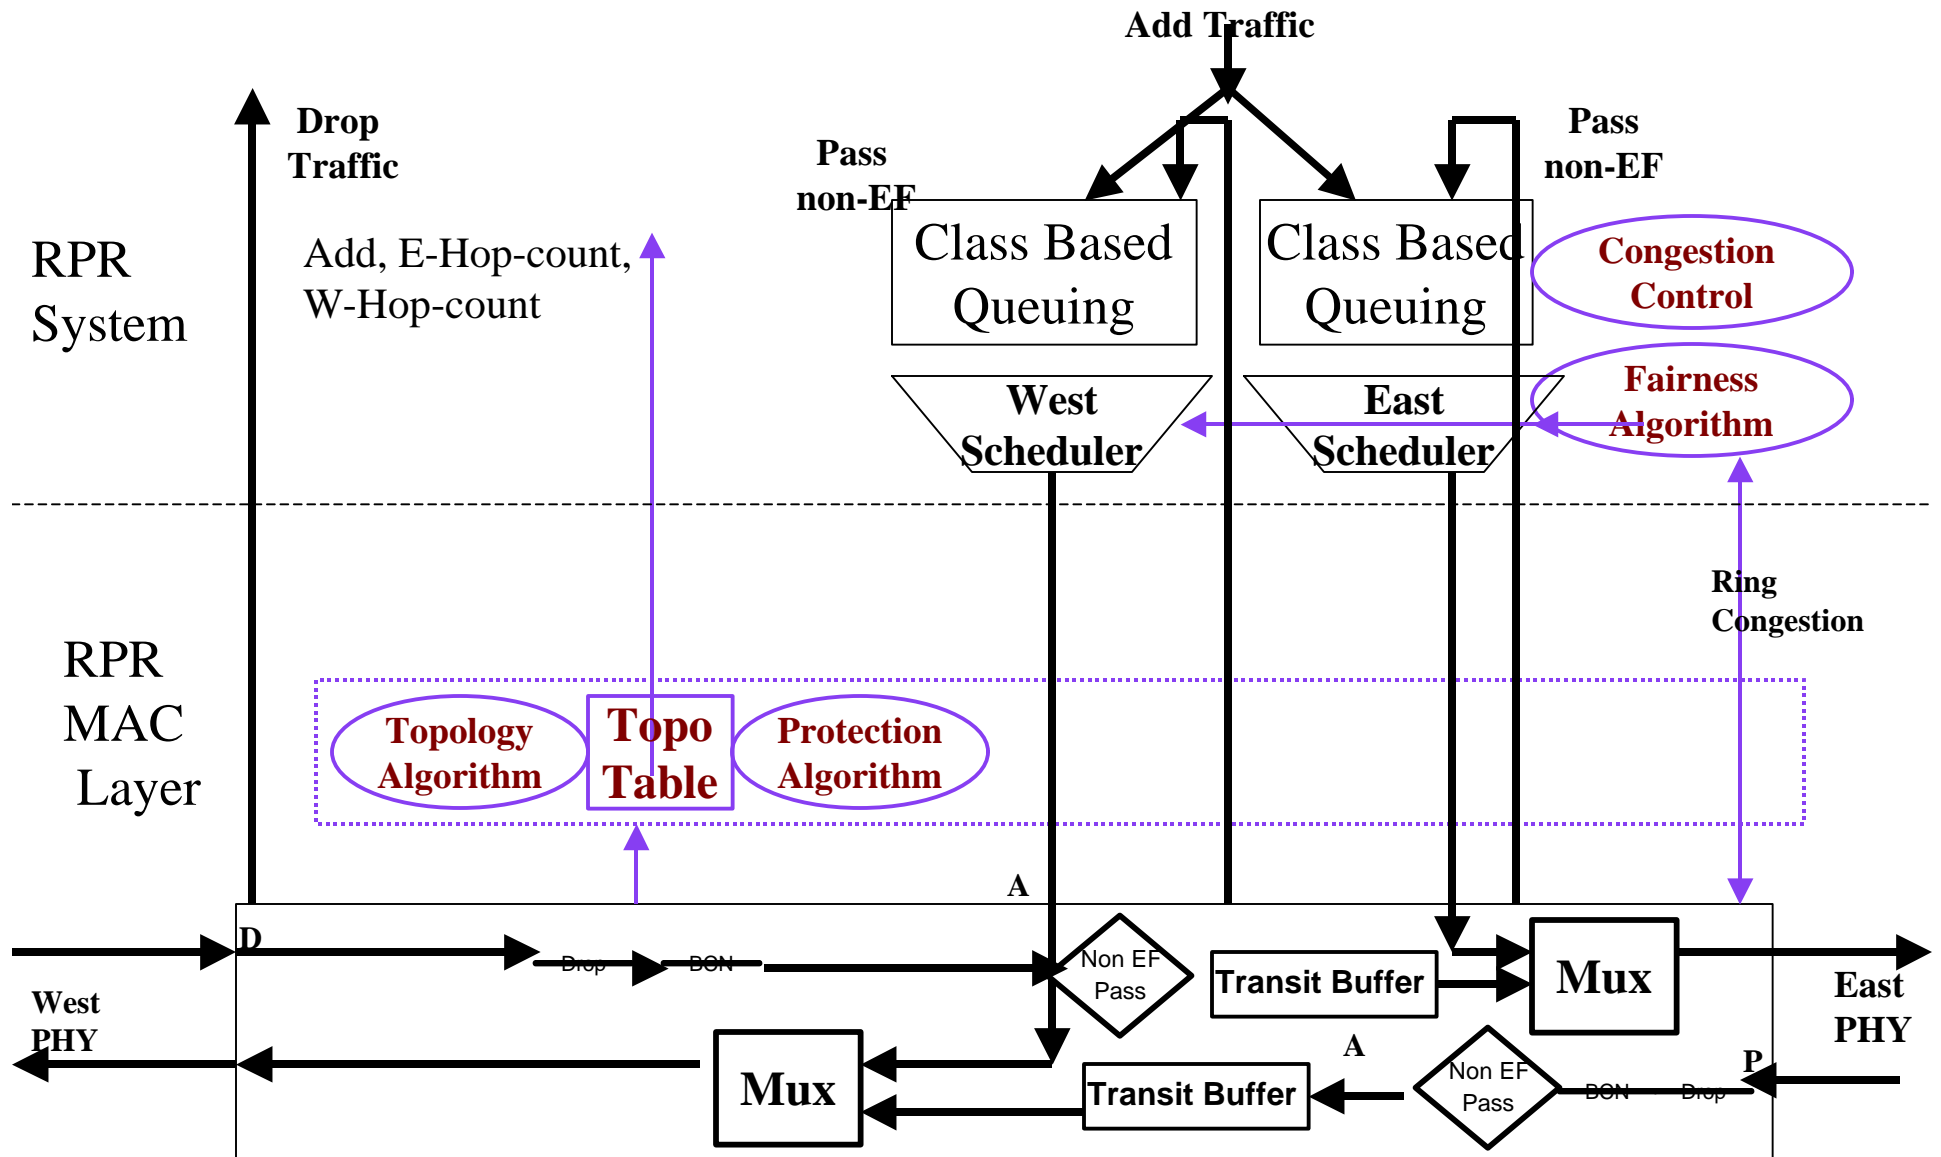 Add Traffic
Drop
Traffic
Pass
non-EF
Pass
non-EF
RPR
System
Add, E-Hop-count,
W-Hop-count
Class Based
Queuing
Class Based
Queuing
Congestion
Control
Fairness
Algorithm
West
Scheduler
East
Scheduler
Ring
Congestion
RPR
MAC
Layer
Topology
Algorithm
Topo
Table
Protection
Algorithm
A
D
Drop
BON
Non EF
Pass
Transit Buffer
Mux
West
PHY
East
PHY
Mux
Transit Buffer
A
Non EF
Pass
BON
Drop
P